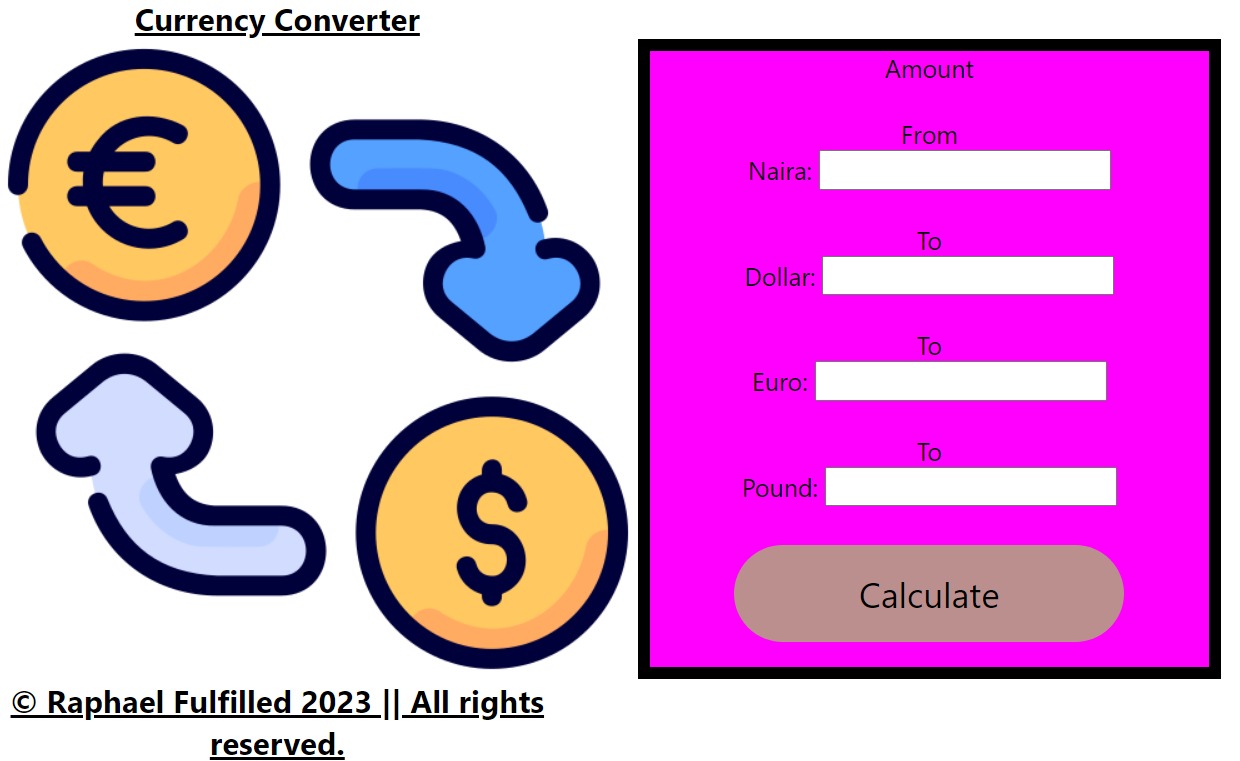 Currency Converter
€
$
© Raphael Fulfilled 2023 || All rights
reserved.
Amount
From
Naira:
To
Dollar:
To
Euro:
To
Pound:
Calculate